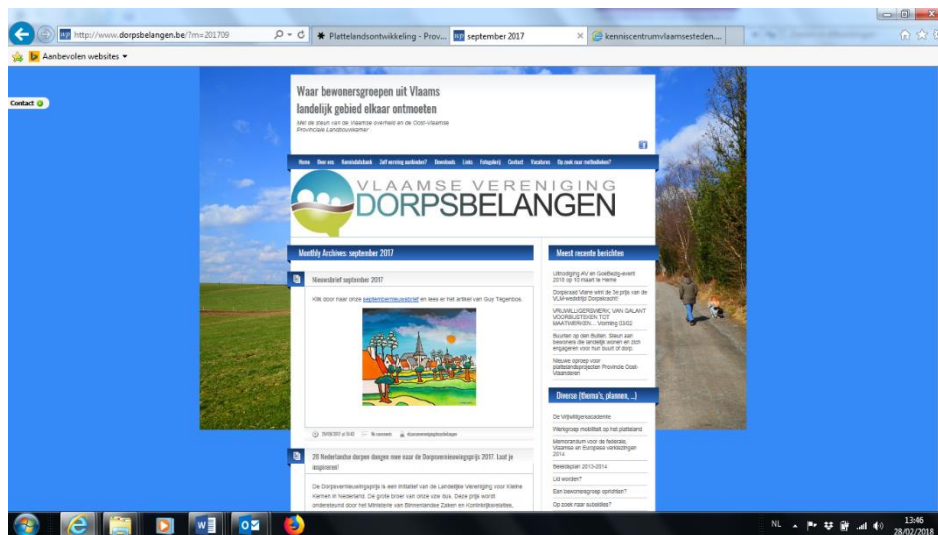 http://www.dorpsbelangen.be/?m=201709
Plattelandsontwikkeling - Prov...
september 2017
kenniscentrumvlaamsesteden....
Aanbevolen websites
Contact
Waar bewonersgroepen uit Vlaams
landelijk gebied elkaar ontmoeten
Met de steun van de Vlaamse overheid en de Oost-Vlaamse
Provinciale Landbouwkamer
Home Over ons Kennisdatabank Zelf vorming aanbieden? Downloads Links Fotogalerij Contact Vacatures Op zoek naar methodieken?
VLAAMSE VERENIGING
DORPSBELANGEN
Monthly Archives: september 2017
Nieuwsbrief september 2017
Klik door naar onze septembernieuwsbrief en lees er het artikel van Guy Tegenbos.
No comments
20 Nederlandse dorpen dongen mee naar de Dorpsvernieuwingsprijs 2017. Laat je
inspireren!
De Dorpsvernieuwingsprijs is een initiatief van de Landelijke Vereniging voor Kleine
Kernen in Nederland. De grote broer van onze vzw dus. Deze prijs wordt
ondersteund door het Ministerie van Binnenlandse Zaken en Koninkrijksrelaties,
Meest recente berichten
Uitnodiging AV en GoeBezig-event
2018 op 10 maart te Herne
Dorpsraad Viane wint de 3e prijs van de
VLM-wedstrijd Dorpskracht!
VRIJWILLIGERSWERK: VAN GALANT
VOORBIJSTEKEN TOT
MAATWERKEN... Vorming 03/02
Buurten op den Buiten. Steun aan
bewoners die landelijk wonen en zich
engageren voor hun buurt of dorp.
Nieuwe oproep voor
plattelandsprojecten Provincie Oost-
Vlaanderen
Diverse (thema's, plannen, ...)
De Vrijwilligersacademie
Werkgroep mobiliteit op het platteland
Memorandum voor de federale,
Vlaamse en Europese verkiezingen
2014
Beleidsplan 2013-2014
Lid worden?
Een bewonersgroep oprichten?
Op zoek naar subsidies?
NL
13:46
28/02/2018